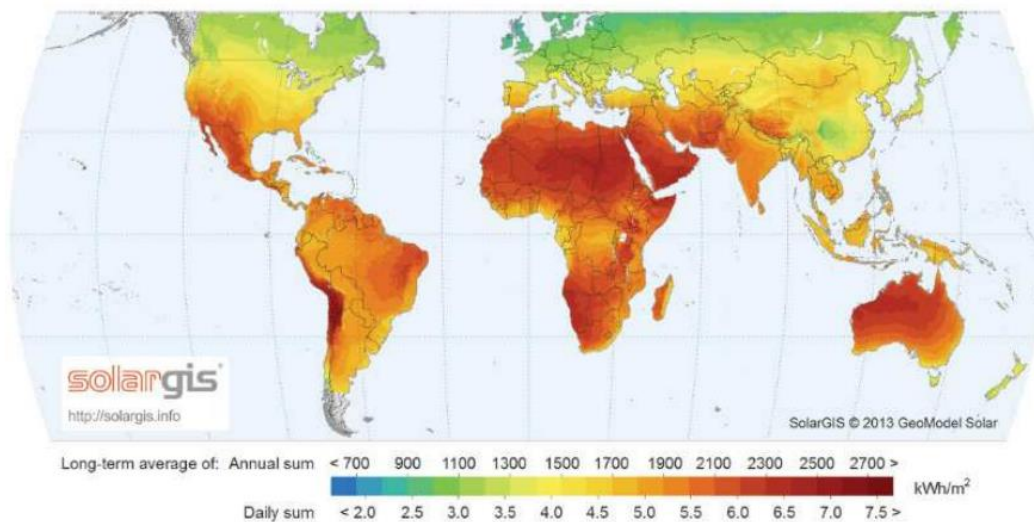 solargis
http://solargis.info
SolarGIS © 2013 GeoModel Solar
Long-term average of: Annual sum < 700 900 1100 1300 1500 1700 1900 2100 2300 2500 2700 >
kWh/m²
Daily sum < 2.0 2.5 3.0 3.5 4.0 4.5 5.0 5.5 6.0 6.5 7.0 7.5 >